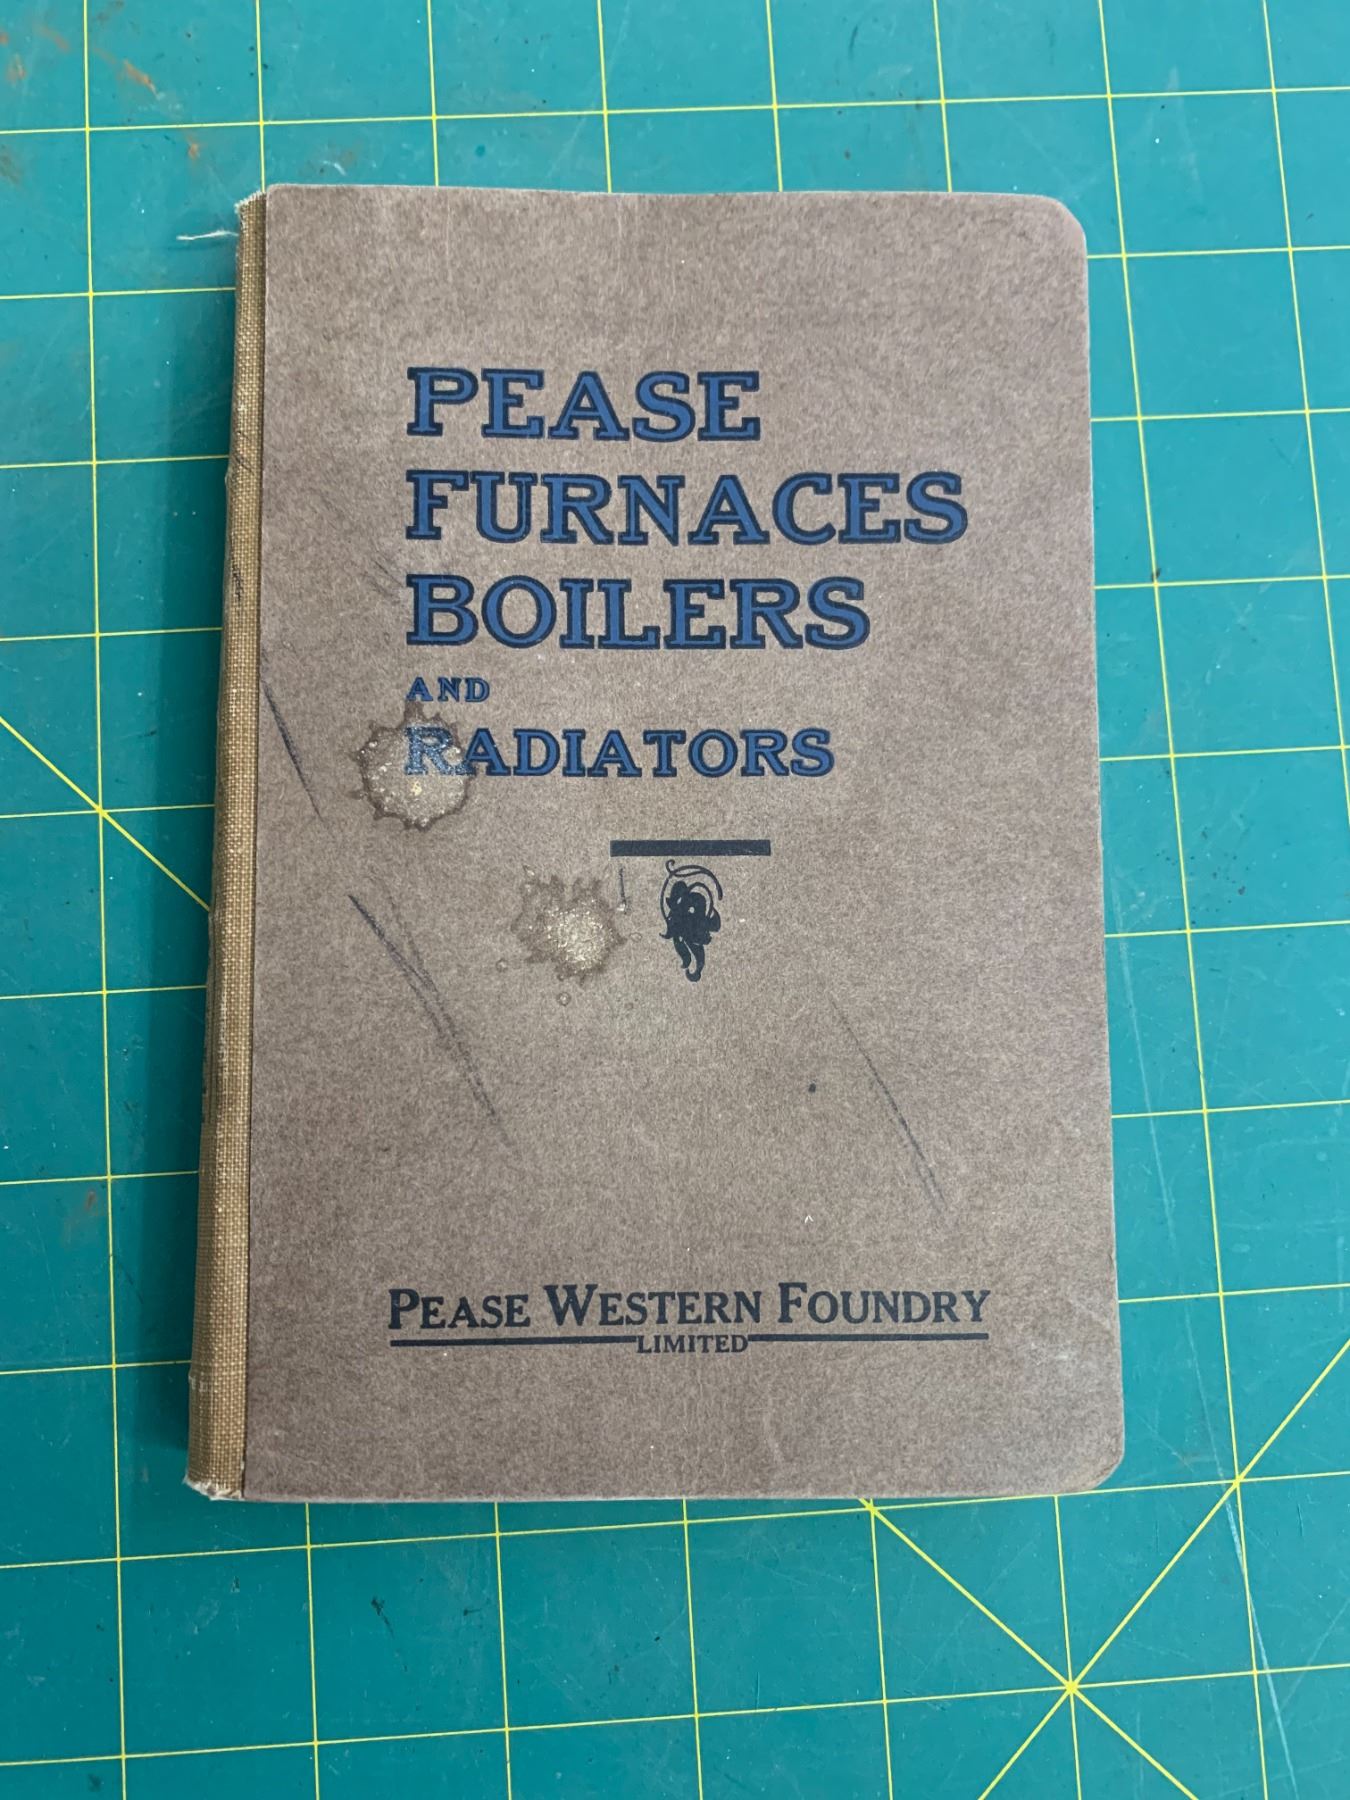 PEASE
FURNACES
BOILERS
AND
RADIATORS
PEASE WESTERN FOUNDRY
LIMITED